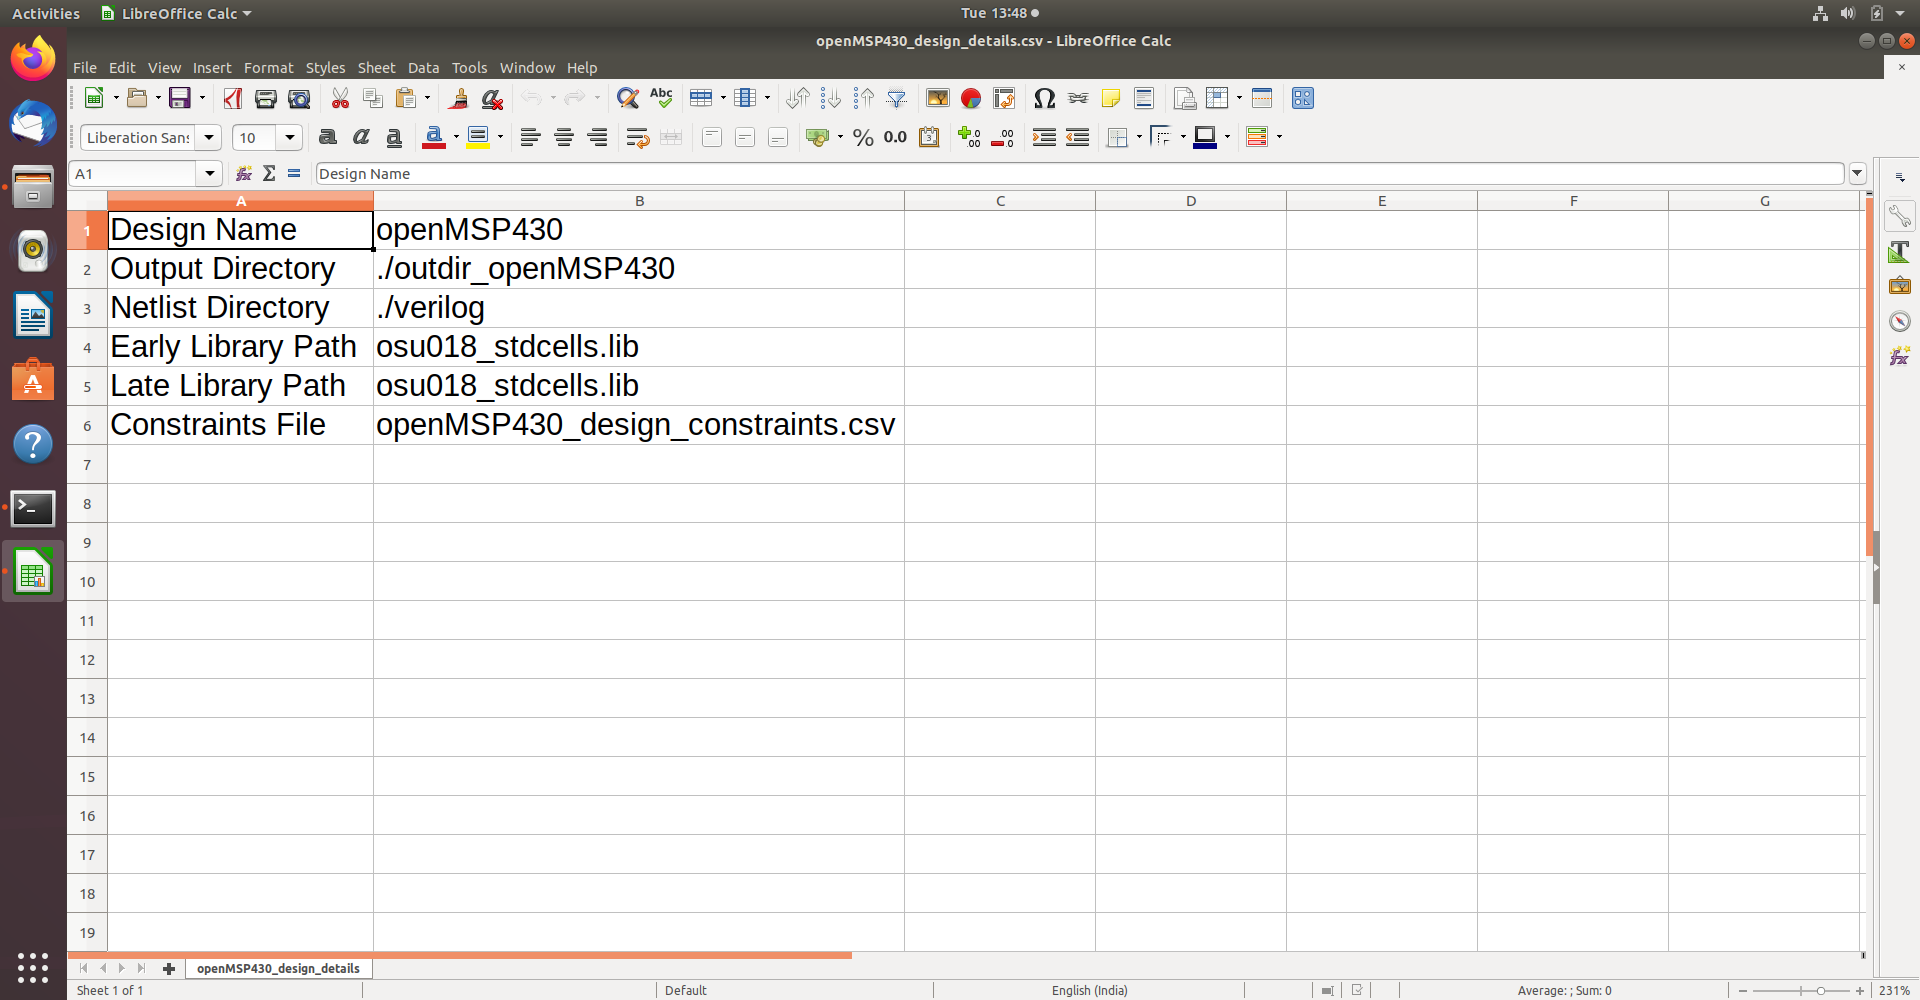 Activities LibreOffice Calc Tue 13:48
openMSP430_design_details.csv - LibreOffice Calc
File Edit View Insert Format Styles Sheet Data Tools Window Help
Liberation Sans 10
A1 Design Name
A B C D E F G
1 Design Name openMSP430
2 Output Directory ./outdir_openMSP430
3 Netlist Directory ./verilog
4 Early Library Path osu018_stdcells.lib
5 Late Library Path osu018_stdcells.lib
6 Constraints File openMSP430_design_constraints.csv
7
8
9
10
11
12
13
14
15
16
17
18
19
openMSP430_design_details
Sheet 1 of 1 Default English (India) Average: ; Sum: 0 231%